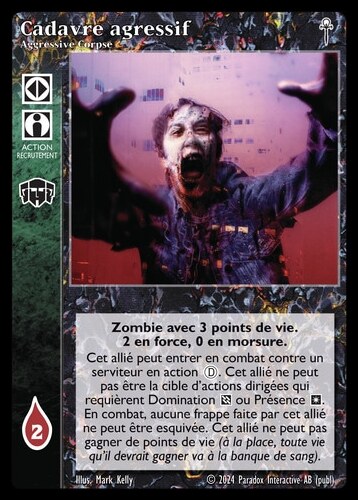 Cadavre agressif
Aggressive Corpse
ACTION
RECRUTEMENT
Zombie avec 3 points de vie.
2 en force, 0 en morsure.
Cet allié peut entrer en combat contre un
serviteur en action Ⓓ. Cet allié ne peut
pas être la cible d'actions dirigées qui
requièrent Domination ou Présence .
En combat, aucune frappe faite par cet allié
ne peut être esquivée. Cet allié ne peut pas
gagner de points de vie (à la place, toute vie
qu'il devrait gagner va à la banque de sang).
2
Illus. Mark Kelly
© 2024 Paradox Interactive AB (publ)